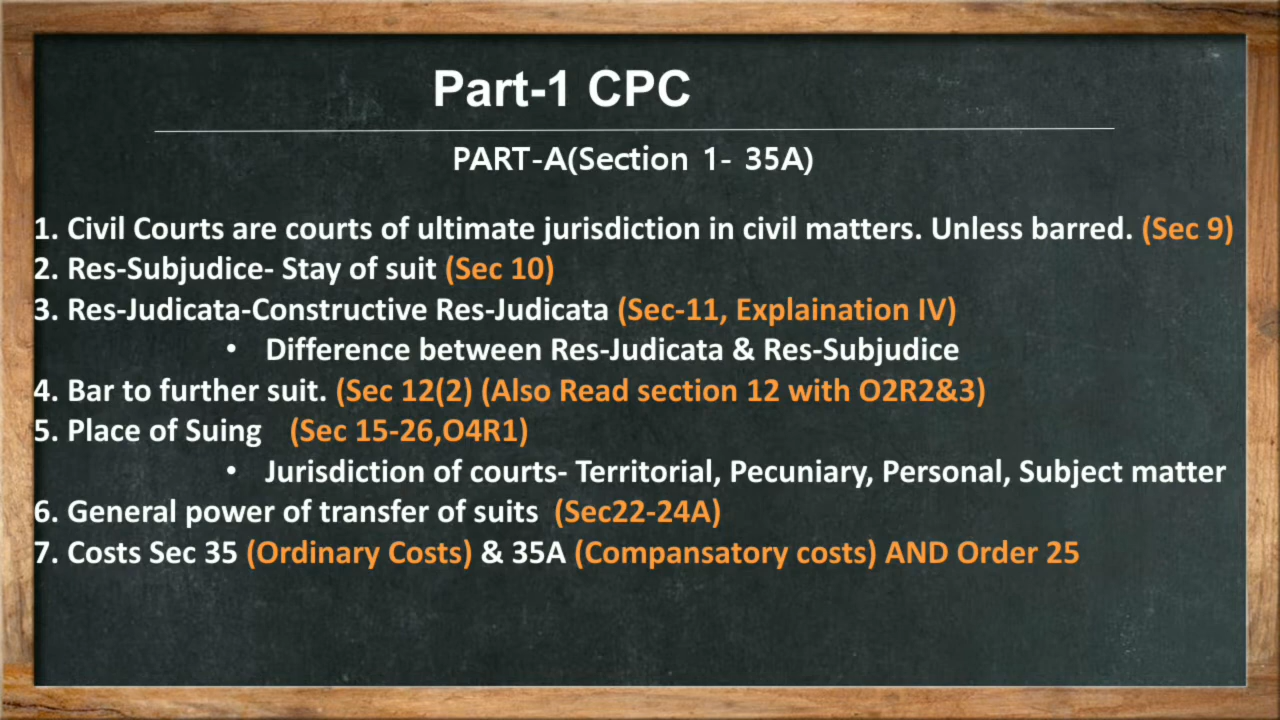 Part-1 CPC
PART-A(Section 1- 35A)
1. Civil Courts are courts of ultimate jurisdiction in civil matters. Unless barred. (Sec 9)
2. Res-Subjudice- Stay of suit (Sec 10)
3. Res-Judicata-Constructive Res-Judicata (Sec-11, Explaination IV)
• Difference between Res-Judicata & Res-Subjudice
4. Bar to further suit. (Sec 12(2) (Also Read section 12 with O2R2&3)
5. Place of Suing (Sec 15-26,O4R1)
• Jurisdiction of courts- Territorial, Pecuniary, Personal, Subject matter
6. General power of transfer of suits (Sec22-24A)
7. Costs Sec 35 (Ordinary Costs) & 35A (Compansatory costs) AND Order 25